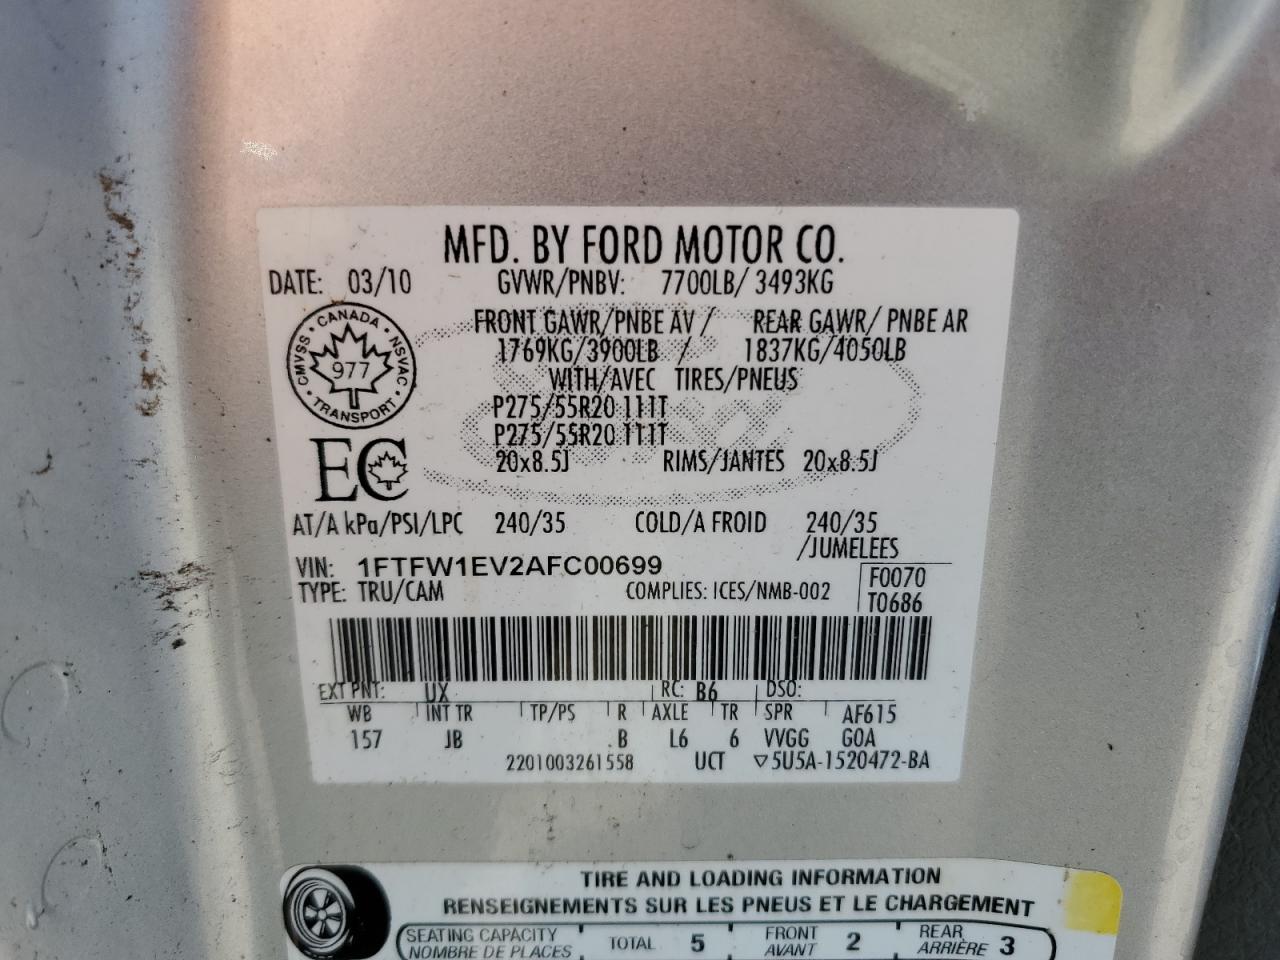 MFD. BY FORD MOTOR CO.
DATE: 03/10 GVWR/PNBV: 7700LB/ 3493KG
FRONT GAWR/PNBE AV / REAR GAWR/ PNBE AR
1769KG/3900LB / 1837KG/4050LB
WITH/AVEC TIRES/PNEUS
P275/55R20 111T
P275/55R20 111T
20x8.5J RIMS/JANTES 20x8.5J
CANADA
CMVSS NSVAC
977
TRANSPORT
EC
AT/A kPa/PSI/LPC 240/35 COLD/A FROID 240/35
/JUMELEES
VIN: 1FTFW1EV2AFC00699
TYPE: TRU/CAM COMPLIES: ICES/NMB-002
F0070
T0686
EXT PNT: UX RC: B6 DSO:
WB INT TR TP/PS R AXLE TR SPR AF615
157 JB B L6 6 VVGG GOA
2201003261558 UCT ▽5U5A-1520472-BA
TIRE AND LOADING INFORMATION
RENSEIGNEMENTS SUR LES PNEUS ET LE CHARGEMENT
SEATING CAPACITY TOTAL 5 FRONT 2 REAR 3
NOMBRE DE PLACES AVANT ARRIÈRE